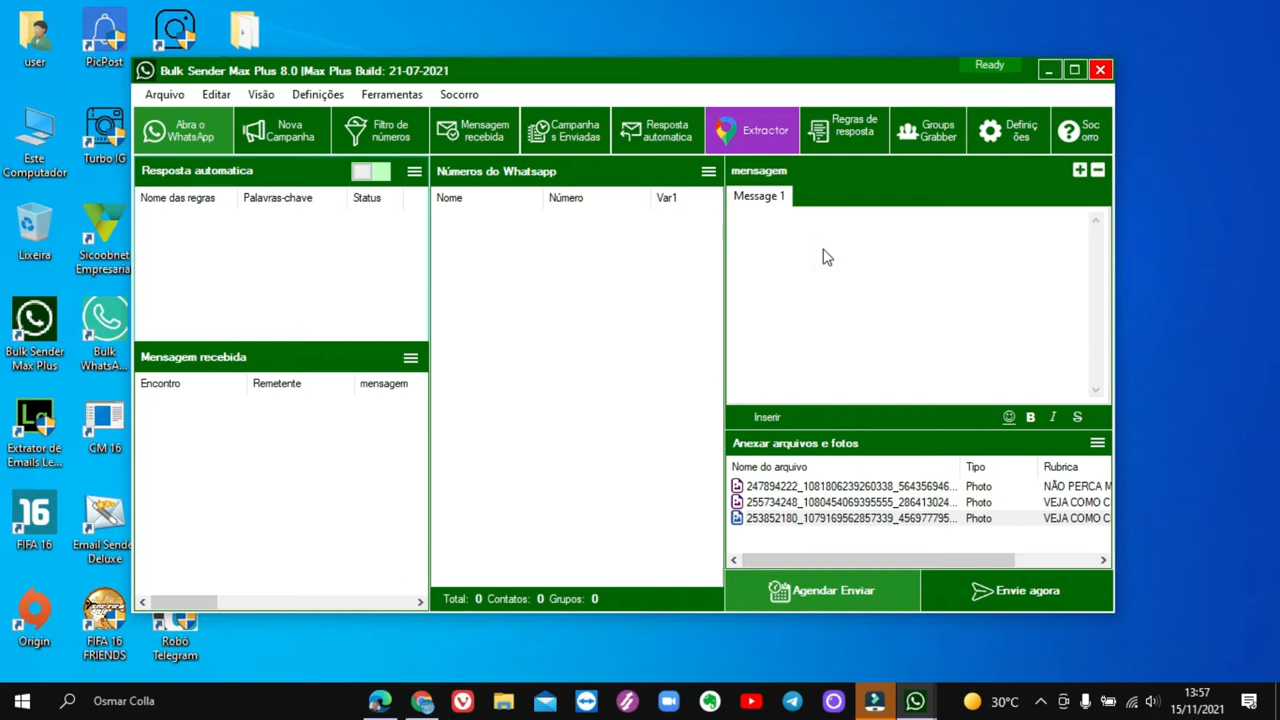 user
PicPost
Este
Computador
Turbo IG
Lixeira
Sicoobnet
Empresaria
Bulk Sender
Max Plus
Bulk
WhatsA...
Extrator de
Emails Le...
CM 16
FIFA 16
Email Sende
Deluxe
Origin
FIFA 16
FRIENDS
Robô
Telegram
Bulk Sender Max Plus 8.0 |Max Plus Build: 21-07-2021
Ready
Arquivo Editar Visão Definições Ferramentas Socorro
Abra o
WhatsApp
Nova
Campanha
Filtro de
números
Mensagem
recebida
Campanha
s Enviadas
Resposta
automatica
Extractor
Regras de
resposta
Groups
Grabber
Definiç
ões
Soc
orro
Resposta automatica
Nome das regras Palavras-chave Status
Mensagem recebida
Encontro Remetente mensagem
Números do Whatsapp
Nome Número Var1
Total: 0 Contatos: 0 Grupos: 0
mensagem
Message 1
Inserir B I S
Anexar arquivos e fotos
Nome do arquivo Tipo Rubrica
247894222_1081806239260338_564356946... Photo NÃO PERCA M
255734248_1080454069395555_286413024... Photo VEJA COMO C
253852180_1079169562857339_456977795... Photo VEJA COMO C
Agendar Enviar
Envie agora
Osmar Colla
30°C
13:57
15/11/2021